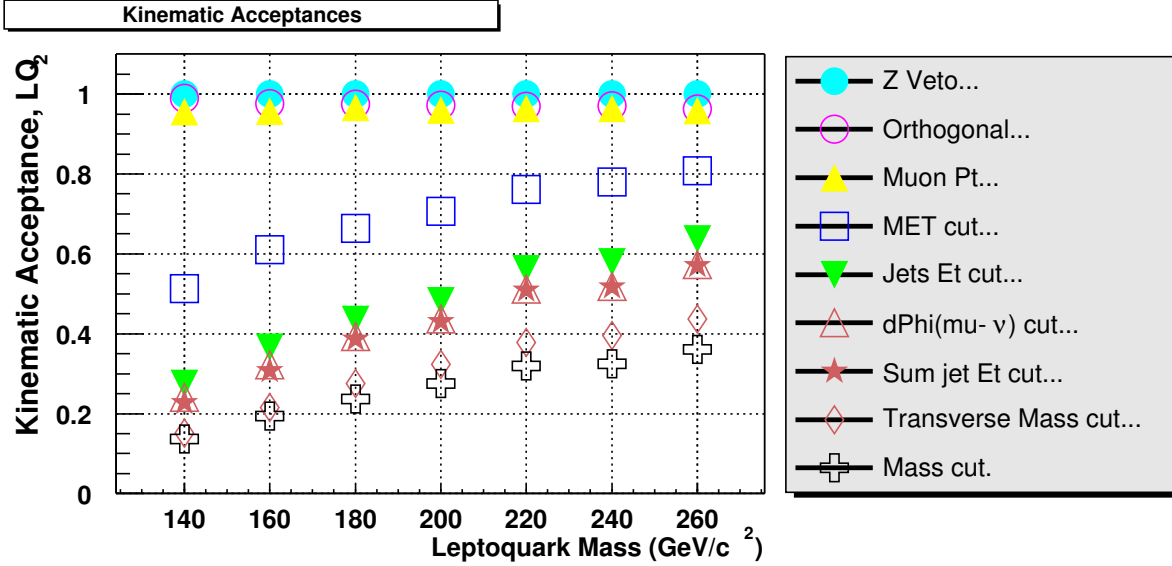 Kinematic Acceptances
Kinematic Acceptance, LQ2
1
0.8
0.6
0.4
0.2
0
140 160 180 200 220 240 260
Leptoquark Mass (GeV/c 2)
Z Veto...
Orthogonal...
Muon Pt...
MET cut...
Jets Et cut...
dPhi(mu- ν) cut...
Sum jet Et cut...
Transverse Mass cut...
Mass cut.